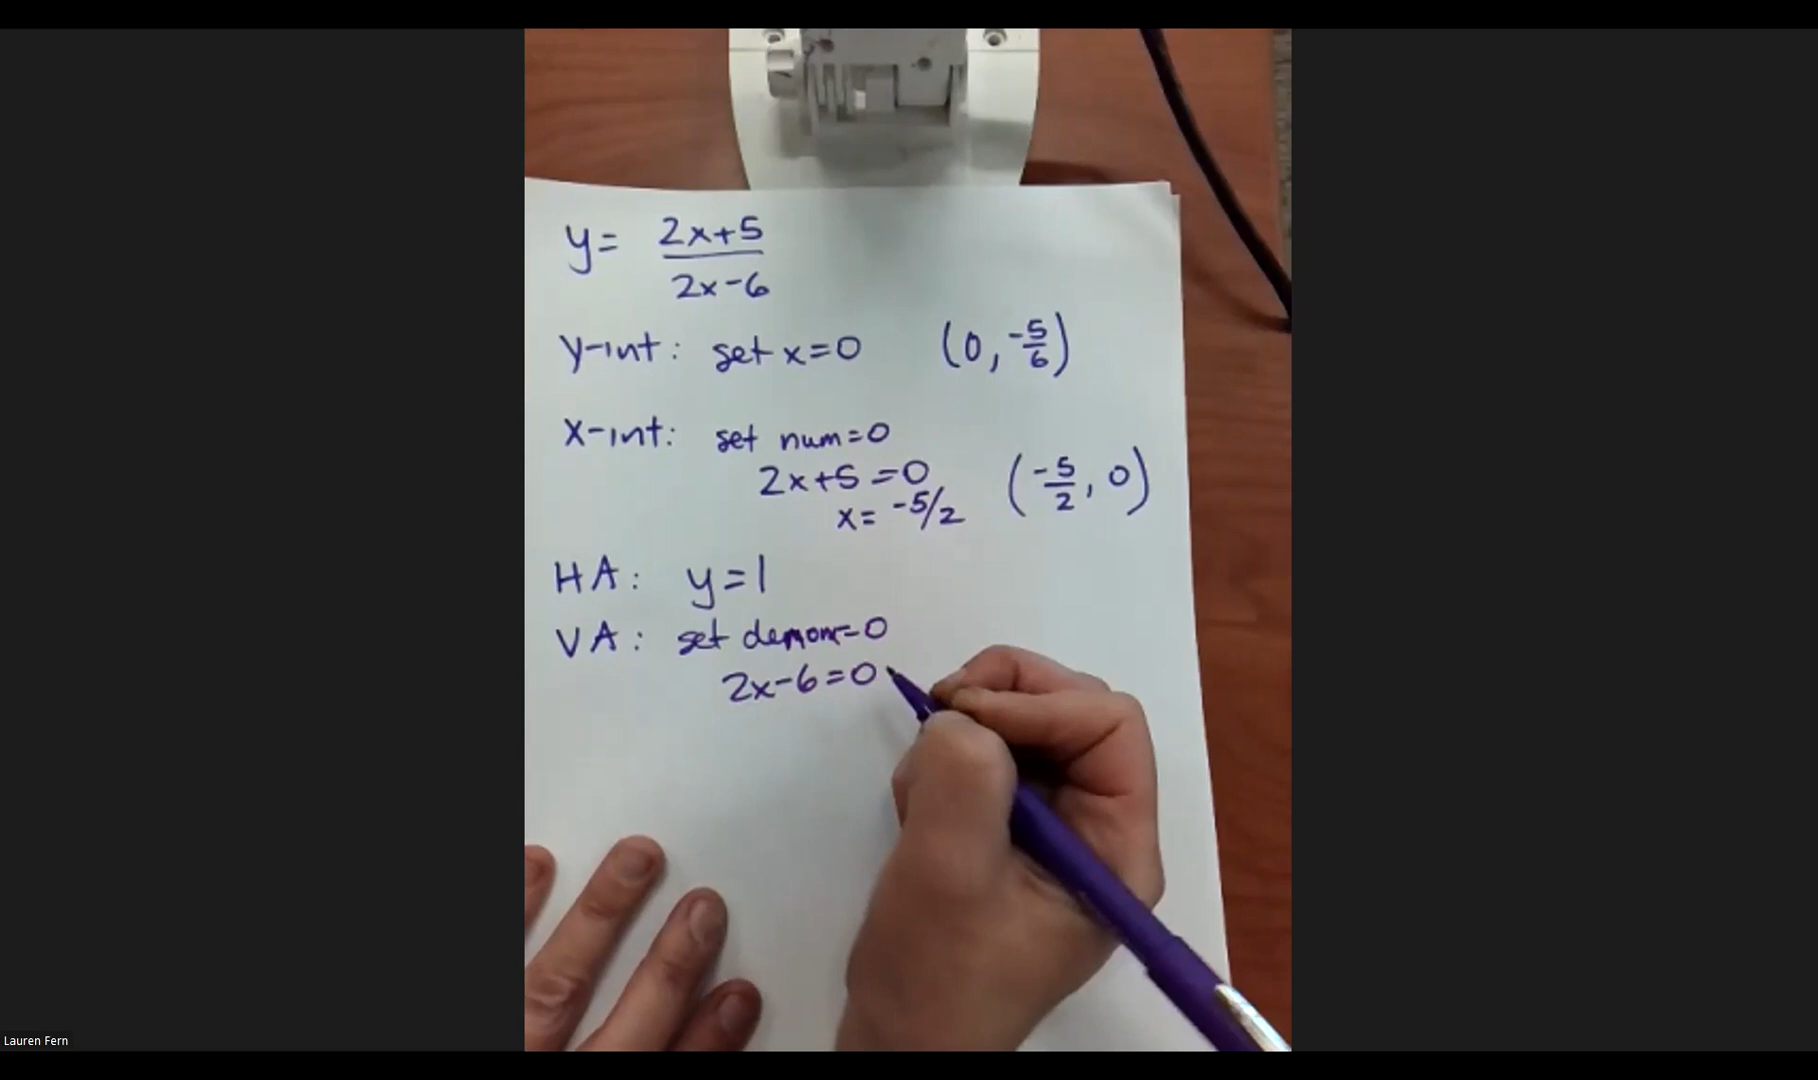 y= 2x+5
2x-6
y-int: set x=0 (0, -5/6)
x-int: set num=0
2x+5=0 (-5/2, 0)
x= -5/2
HA: y=1
VA: set denom=0
2x-6=0
Lauren Fern